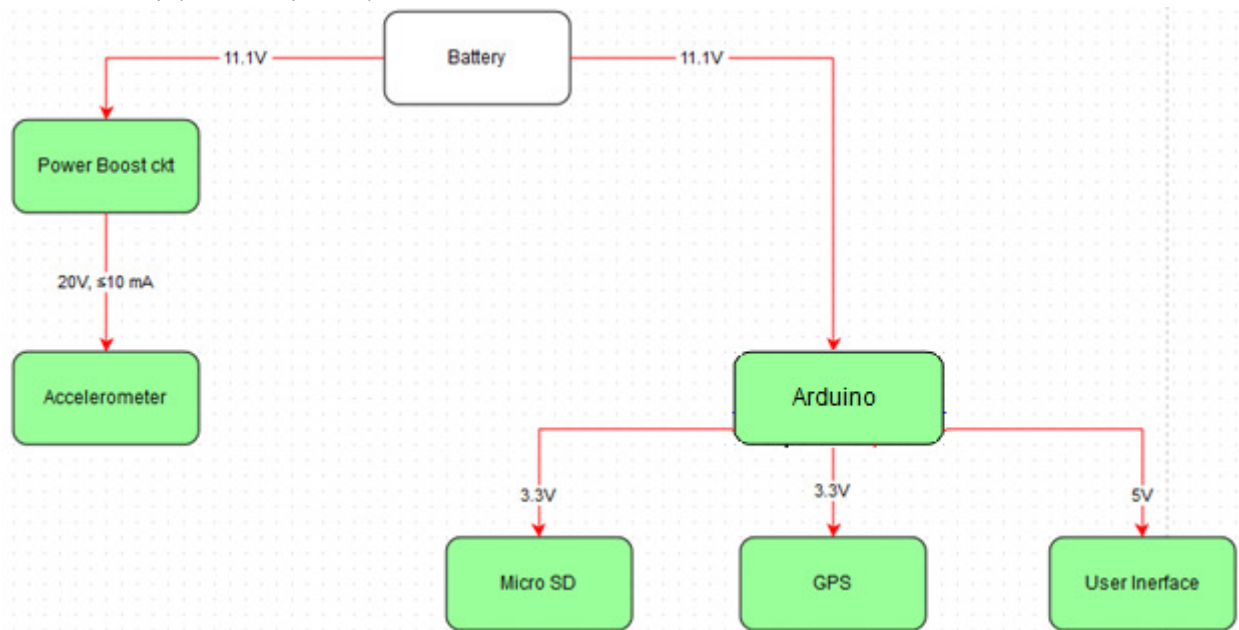 11.1V
Battery
11.1V
Power Boost ckt
20V, ≤10 mA
Accelerometer
Arduino
3.3V
3.3V
5V
Micro SD
GPS
User Inerface